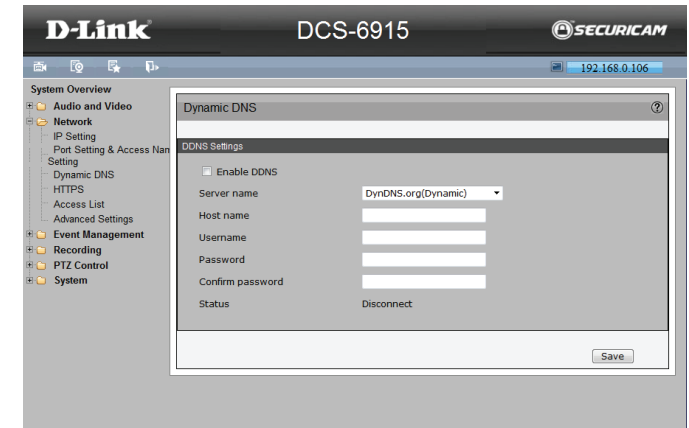 D-Link
DCS-6915
SECURICAM
192.168.0.106
System Overview
Audio and Video
Network
IP Setting
Port Setting & Access Nam
Setting
Dynamic DNS
HTTPS
Access List
Advanced Settings
Event Management
Recording
PTZ Control
System
Dynamic DNS
?
DDNS Settings
Enable DDNS
Server name
DynDNS.org(Dynamic)
Host name
Username
Password
Confirm password
Status
Disconnect
Save